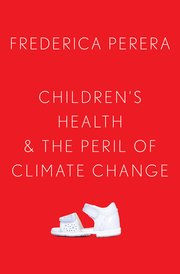 FREDERICA PERERA
CHILDREN'S
HEALTH
& THE PERIL OF
CLIMATE CHANGE